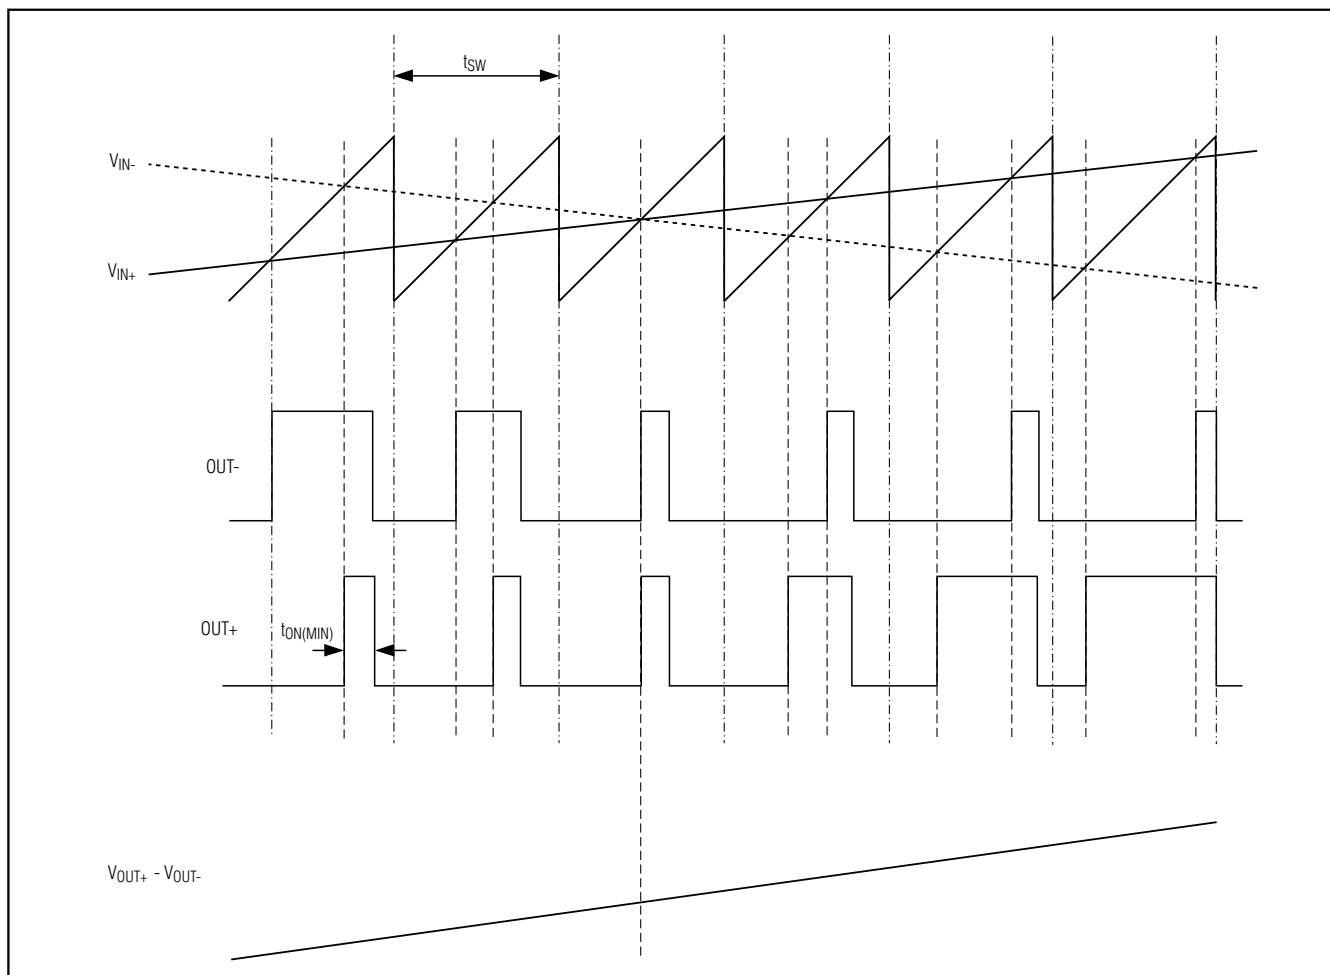 tSW
VIN-
VIN+
OUT-
OUT+
tON(MIN)
VOUT+ - VOUT-